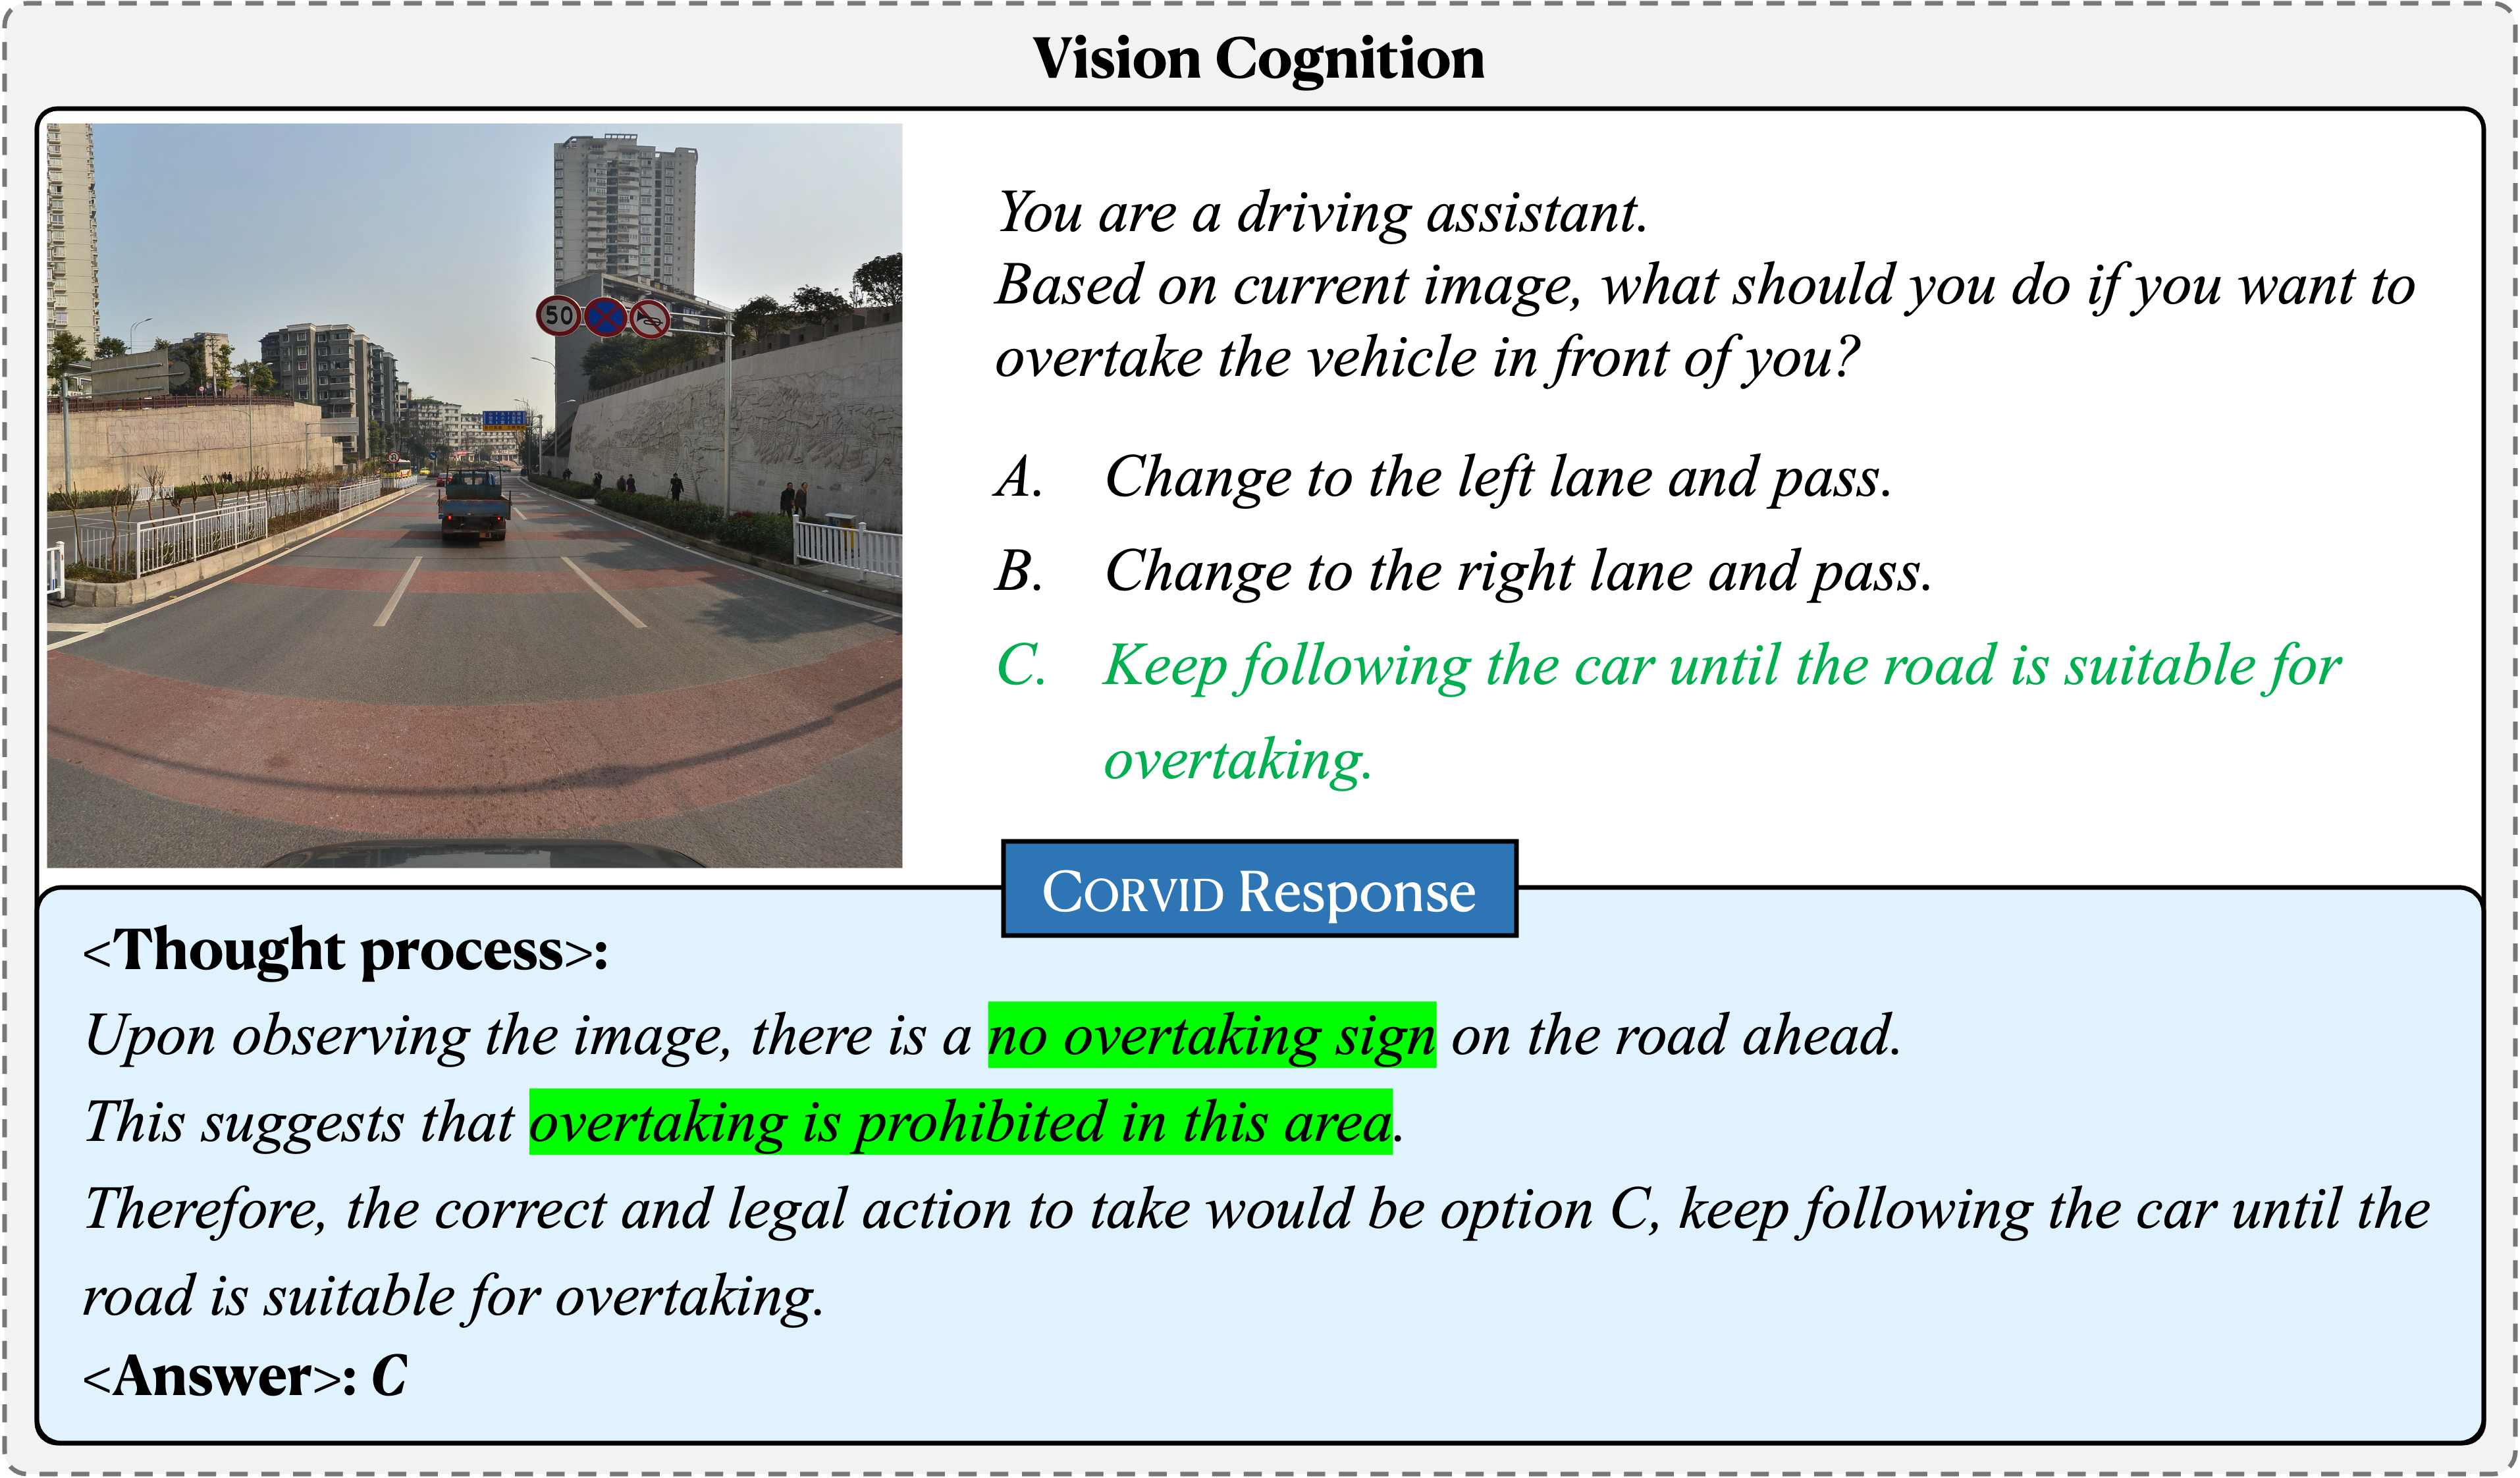 Vision Cognition
50
You are a driving assistant.
Based on current image, what should you do if you want to
overtake the vehicle in front of you?
A. Change to the left lane and pass.
B. Change to the right lane and pass.
C. Keep following the car until the road is suitable for
overtaking.
CORVID Response
<Thought process>:
Upon observing the image, there is a no overtaking sign on the road ahead.
This suggests that overtaking is prohibited in this area.
Therefore, the correct and legal action to take would be option C, keep following the car until the
road is suitable for overtaking.
<Answer>: C